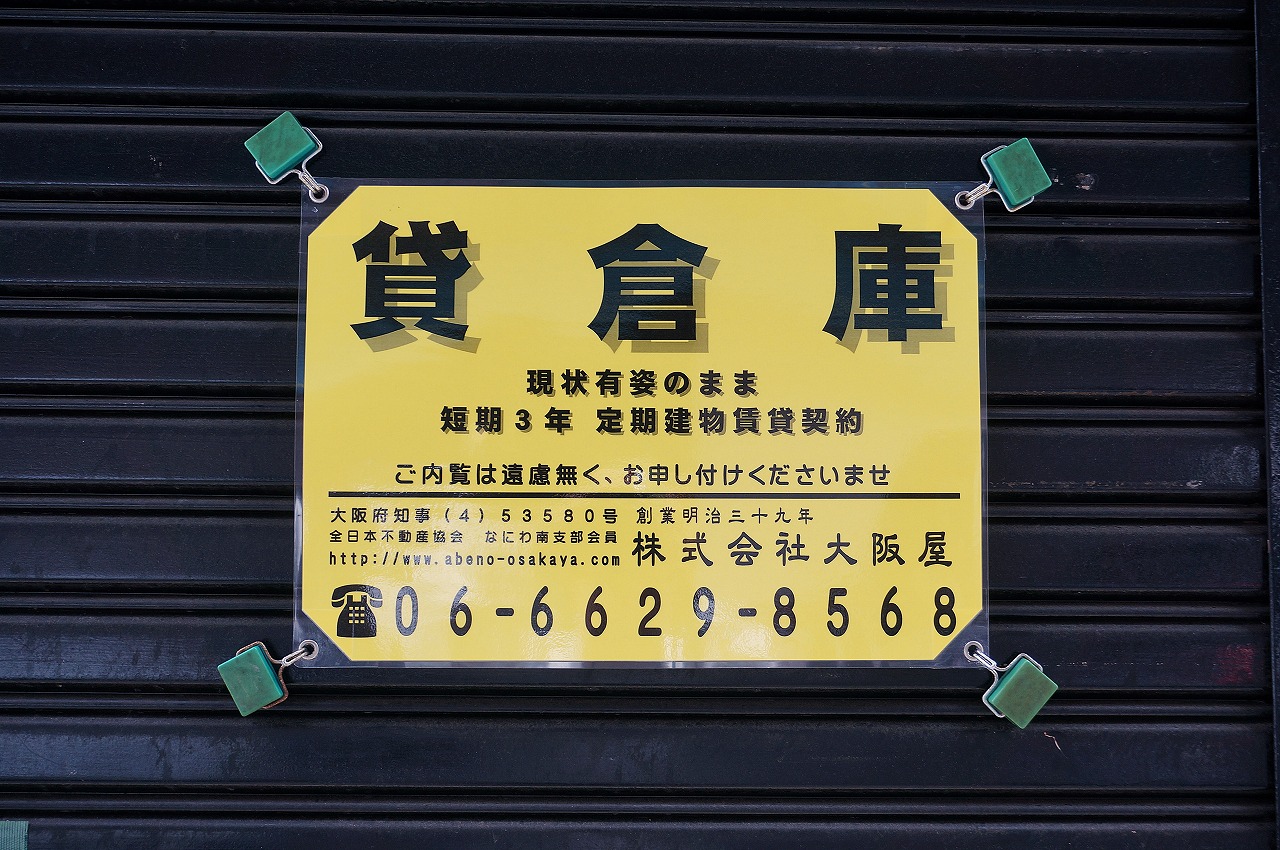 貸倉庫
現状有姿のまま
短期3年 定期建物賃貸契約
ご内覧は遠慮無く、お申し付けくださいませ
大阪府知事(4)53580号 創業明治三十九年
全日本不動産協会 なにわ南支部会員
http://www.abeno-osakaya.com 株式会社大阪屋
☎06-6629-8568